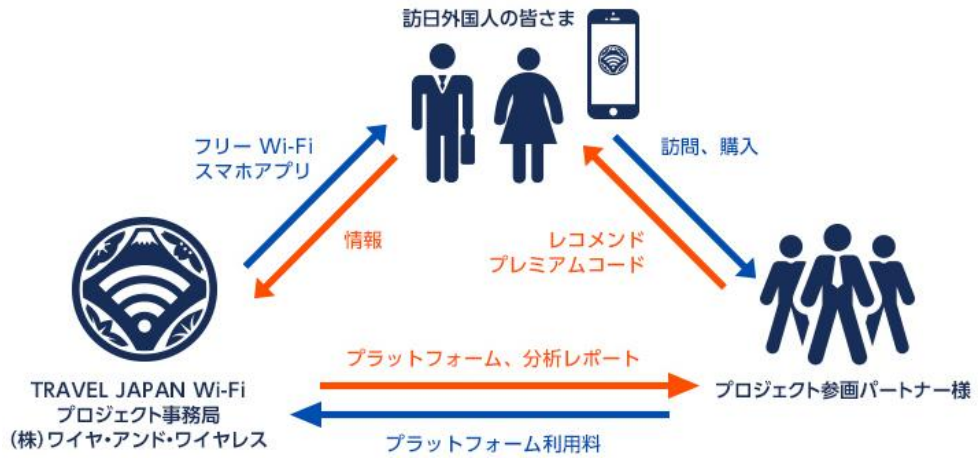 訪日外国人の皆さま
フリー Wi-Fi
スマホアプリ
訪問、購入
情報
レコメンド
プレミアムコード
プラットフォーム、分析レポート
TRAVEL JAPAN Wi-Fi
プロジェクト事務局
(株)ワイヤ・アンド・ワイヤレス
プロジェクト参画パートナー様
プラットフォーム利用料